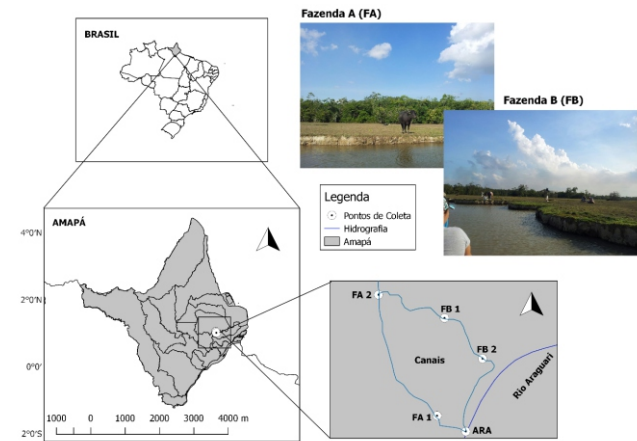 Fazenda A (FA)
BRASIL
Fazenda B (FB)
Legenda
Pontos de Coleta
Hidrografia
Amapá
AMAPÁ
4°0'N
2°0'N
0°0'
2°0'S
1000 0 1000 2000 3000 4000 m
FA 2
FB 1
FB 2
Canais
Rio Araguari
FA 1
ARA